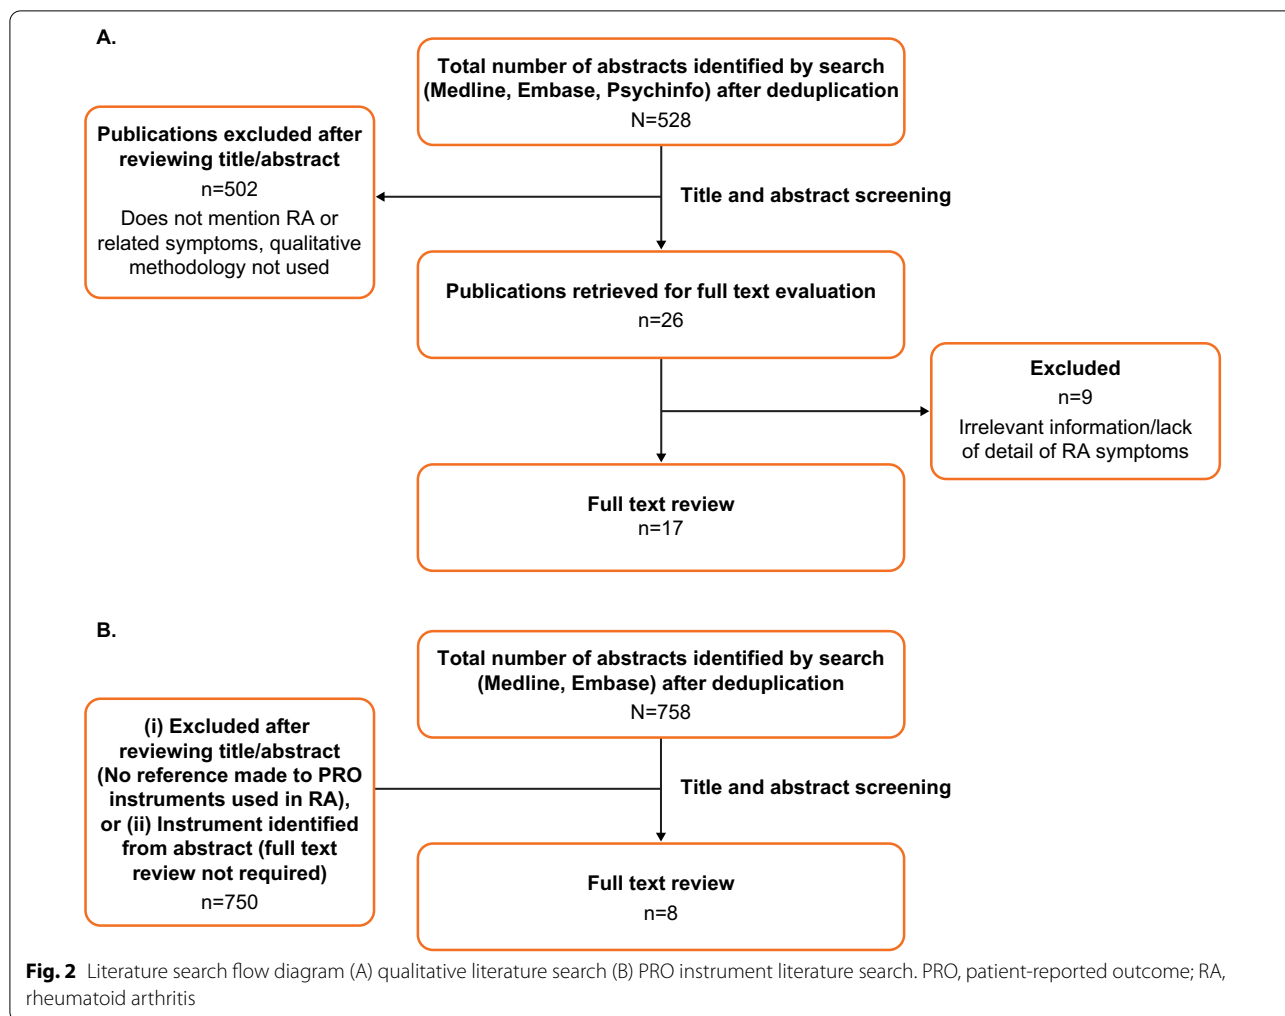 A.
Total number of abstracts identified by search
(Medline, Embase, Psychinfo) after deduplication
N=528
Publications excluded after
reviewing title/abstract
n=502
Does not mention RA or
related symptoms, qualitative
methodology not used
Title and abstract screening
Publications retrieved for full text evaluation
n=26
Excluded
n=9
Irrelevant information/lack
of detail of RA symptoms
Full text review
n=17
B.
Total number of abstracts identified by search
(Medline, Embase) after deduplication
N=758
(i) Excluded after
reviewing title/abstract
(No reference made to PRO
instruments used in RA),
or (ii) Instrument identified
from abstract (full text
review not required)
n=750
Title and abstract screening
Full text review
n=8
Fig. 2 Literature search flow diagram (A) qualitative literature search (B) PRO instrument literature search. PRO, patient-reported outcome; RA,
rheumatoid arthritis